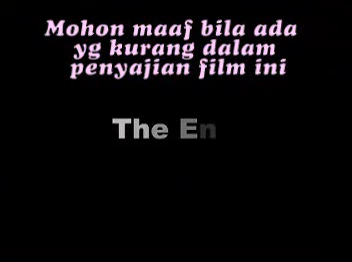 Mohon maaf bila ada
yg kurang dalam
penyajian film ini
The En